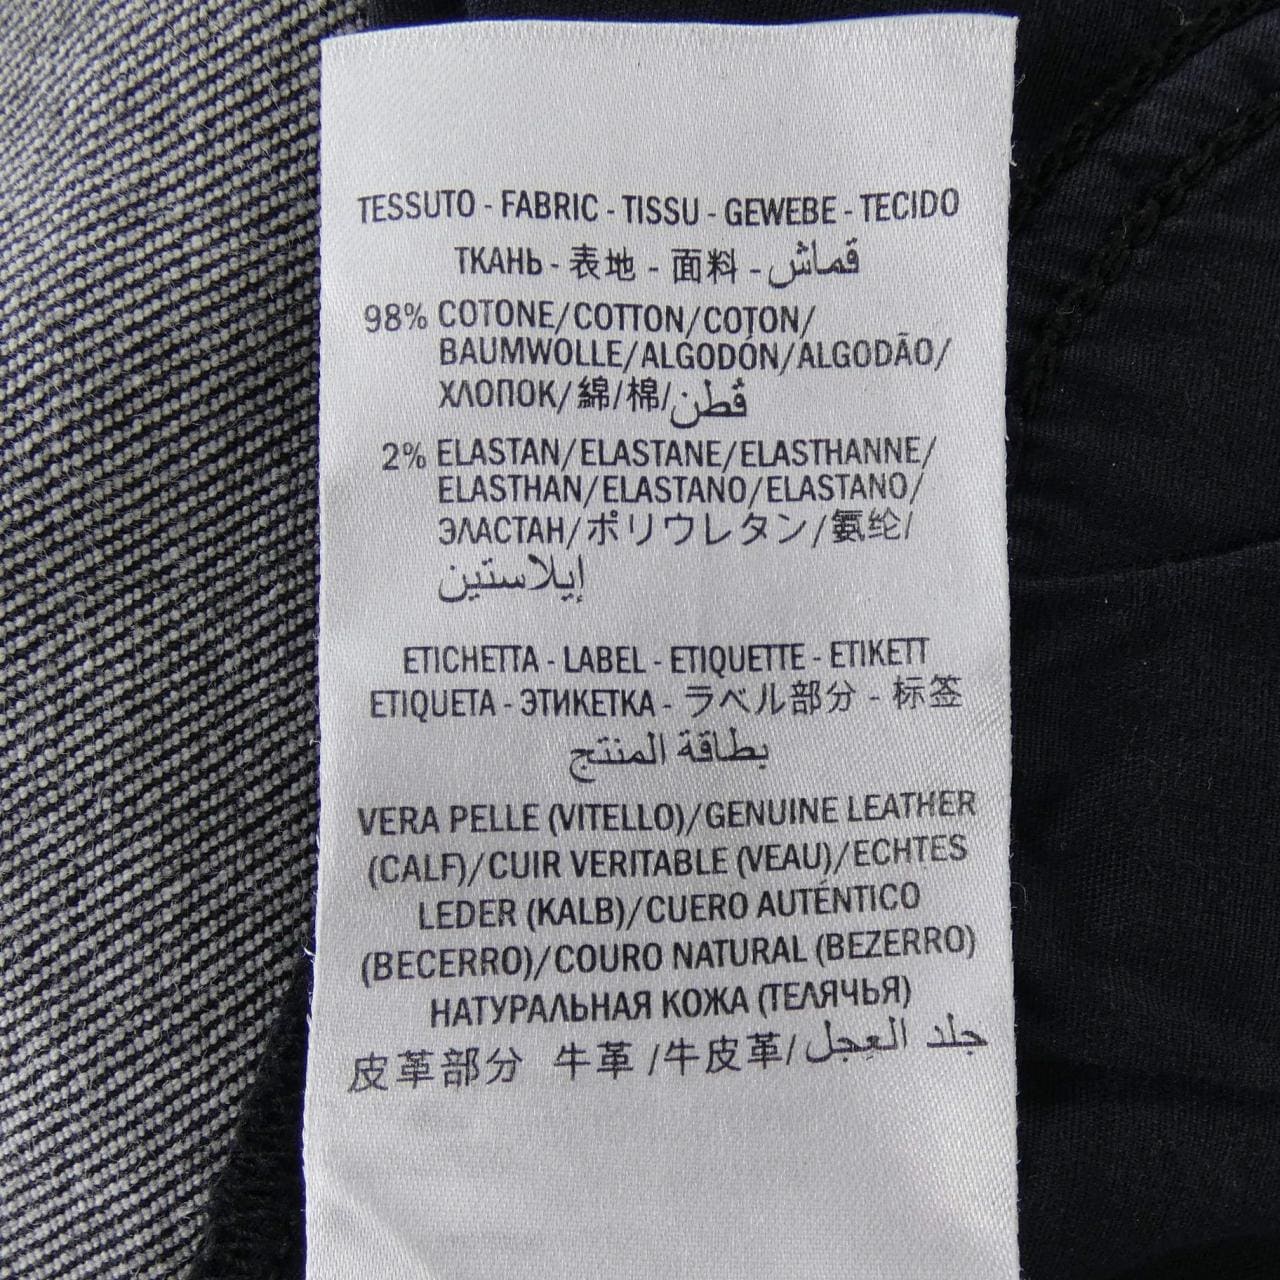 TESSUTO - FABRIC - TISSU - GEWEBE - TECIDO
ТКАНЬ - 表地 - 面料 - قماش
98% COTONE/COTTON/COTON/
BAUMWOLLE/ALGODÓN/ALGODÃO/
ХЛОПОК/綿/棉/قطن
2% ELASTAN/ELASTANE/ELASTHANNE/
ELASTHAN/ELASTANO/ELASTANO/
ЭЛАСТАН/ポリウレタン/氨纶/
إيلاستين
ETICHETTA - LABEL - ETIQUETTE - ETIKETT
ETIQUETA - ЭТИКЕТКА - ラベル部分 - 标签
بطاقة المنتج
VERA PELLE (VITELLO)/GENUINE LEATHER
(CALF)/CUIR VERITABLE (VEAU)/ECHTES
LEDER (KALB)/CUERO AUTÉNTICO
(BECERRO)/COURO NATURAL (BEZERRO)
НАТУРАЛЬНАЯ КОЖА (ТЕЛЯЧЬЯ)
皮革部分 牛革 /牛皮革/جلد العجل